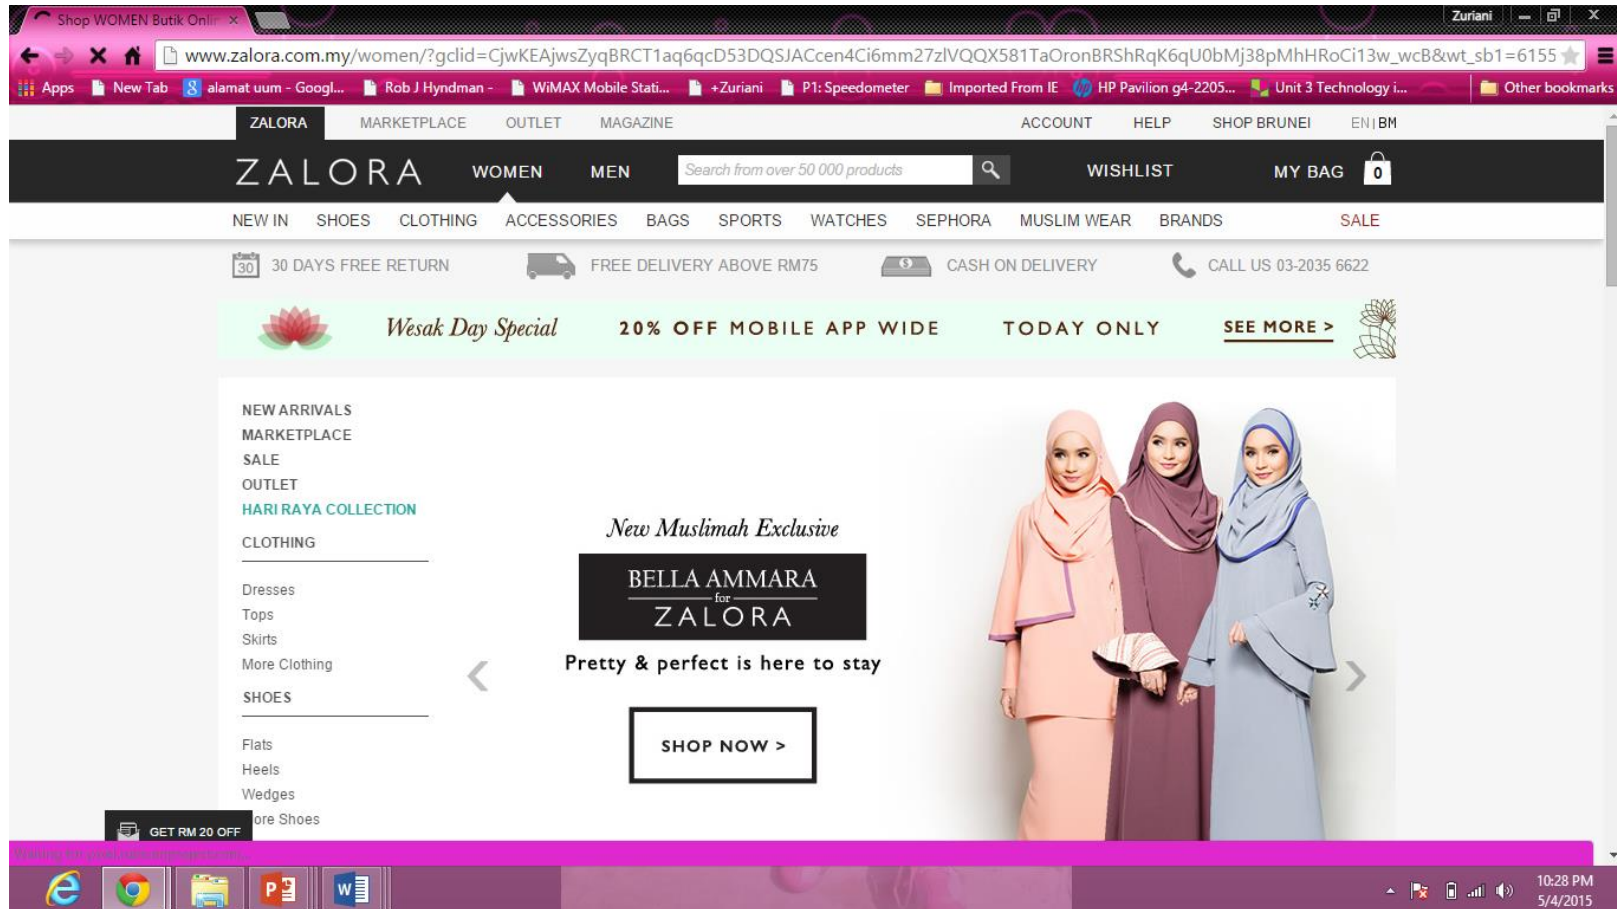 Shop WOMEN Butik Onlin
Zuriani
www.zalora.com.my/women/?gclid=CjwKEAjwsZyqBRCT1aq6qcD53DQSJACcen4Ci6mm27zlVQQX581TaOronBRShRqK6qU0bMj38pMhHRoCi13w_wcB&wt_sb1=6155
Apps New Tab alamat uum - Googl... Rob J Hyndman - WiMAX Mobile Stati... +Zuriani P1: Speedometer Imported From IE HP Pavilion g4-2205... Unit 3 Technology i... Other bookmarks
ZALORA MARKETPLACE OUTLET MAGAZINE ACCOUNT HELP SHOP BRUNEI EN|BM
ZALORA WOMEN MEN Search from over 50 000 products WISHLIST MY BAG 0
NEW IN SHOES CLOTHING ACCESSORIES BAGS SPORTS WATCHES SEPHORA MUSLIM WEAR BRANDS SALE
30 30 DAYS FREE RETURN FREE DELIVERY ABOVE RM75 $ CASH ON DELIVERY CALL US 03-2035 6622
Wesak Day Special 20% OFF MOBILE APP WIDE TODAY ONLY SEE MORE >
NEW ARRIVALS
MARKETPLACE
SALE
OUTLET
HARI RAYA COLLECTION
CLOTHING
Dresses
Tops
Skirts
More Clothing
SHOES
Flats
Heels
Wedges
ore Shoes
New Muslimah Exclusive
BELLA AMMARA
for
ZALORA
Pretty & perfect is here to stay
SHOP NOW >
GET RM 20 OFF
10:28 PM
5/4/2015